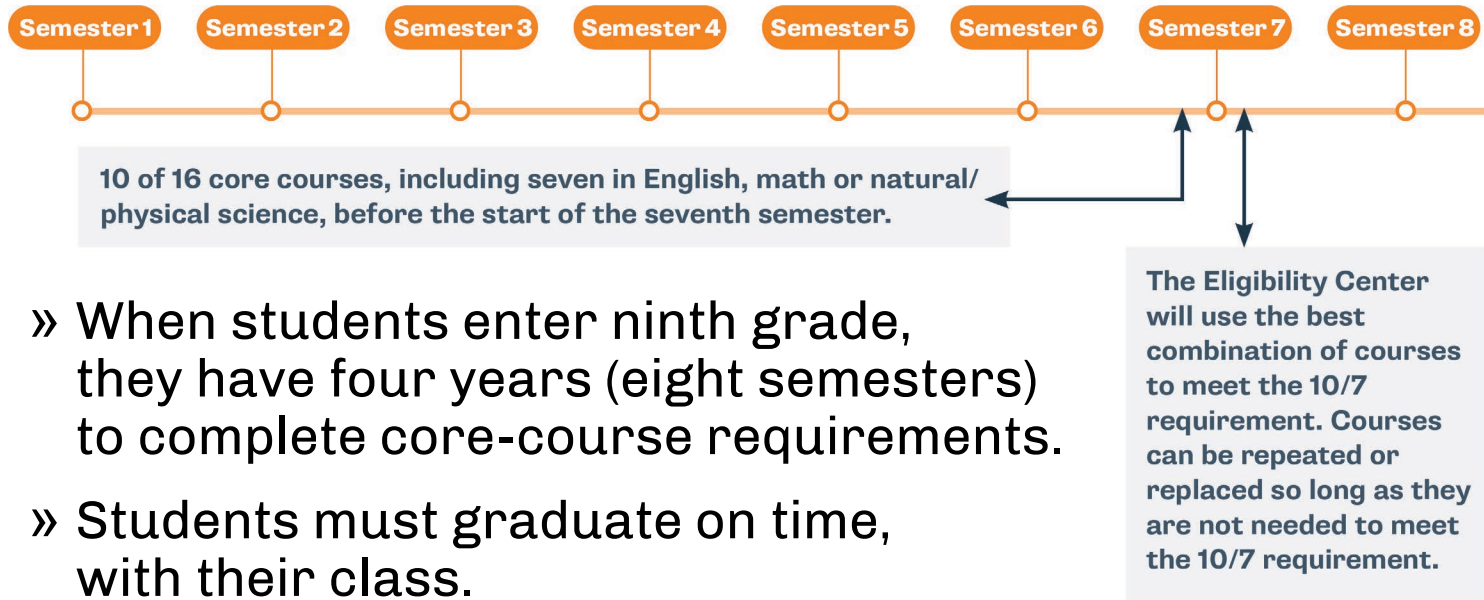 Semester 1 Semester 2 Semester 3 Semester 4 Semester 5 Semester 6 Semester 7 Semester 8
10 of 16 core courses, including seven in English, math or natural/
physical science, before the start of the seventh semester.
» When students enter ninth grade,
they have four years (eight semesters)
to complete core-course requirements.
» Students must graduate on time,
with their class.
The Eligibility Center
will use the best
combination of courses
to meet the 10/7
requirement. Courses
can be repeated or
replaced so long as they
are not needed to meet
the 10/7 requirement.